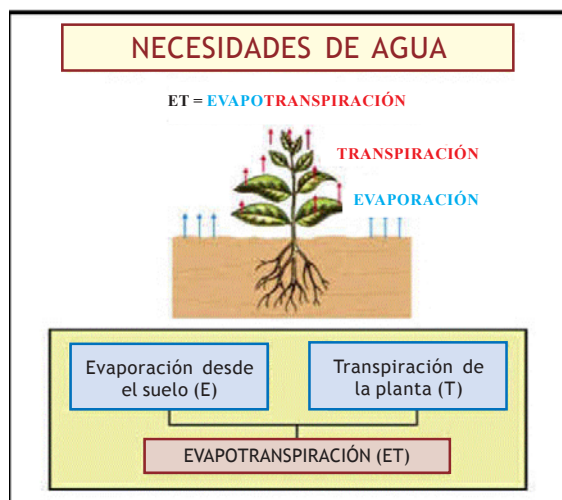 NECESIDADES DE AGUA
ET = EVAPOTRANSPIRACIÓN
TRANSPIRACIÓN
EVAPORACIÓN
Evaporación desde
el suelo (E)
Transpiración de
la planta (T)
EVAPOTRANSPIRACIÓN (ET)